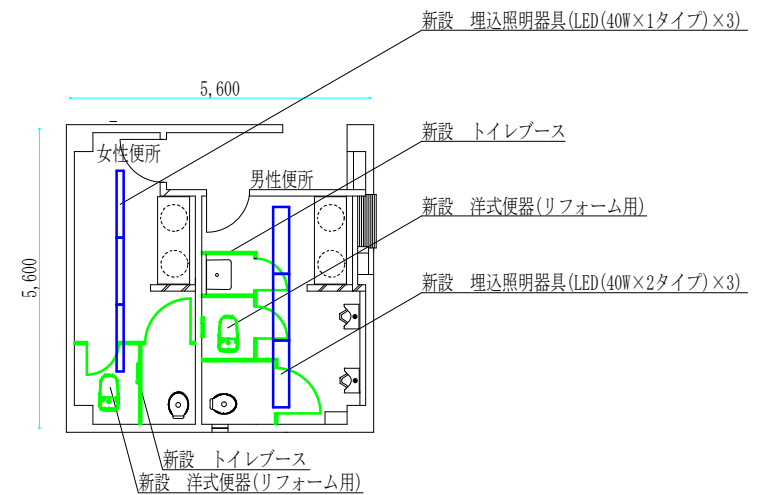 新設　埋込照明器具(LED(40W×1タイプ)×3)
5,600
新設　トイレブース
女性便所
男性便所
新設　洋式便器(リフォーム用)
5,600
新設　埋込照明器具(LED(40W×2タイプ)×3)
新設　トイレブース
新設　洋式便器(リフォーム用)